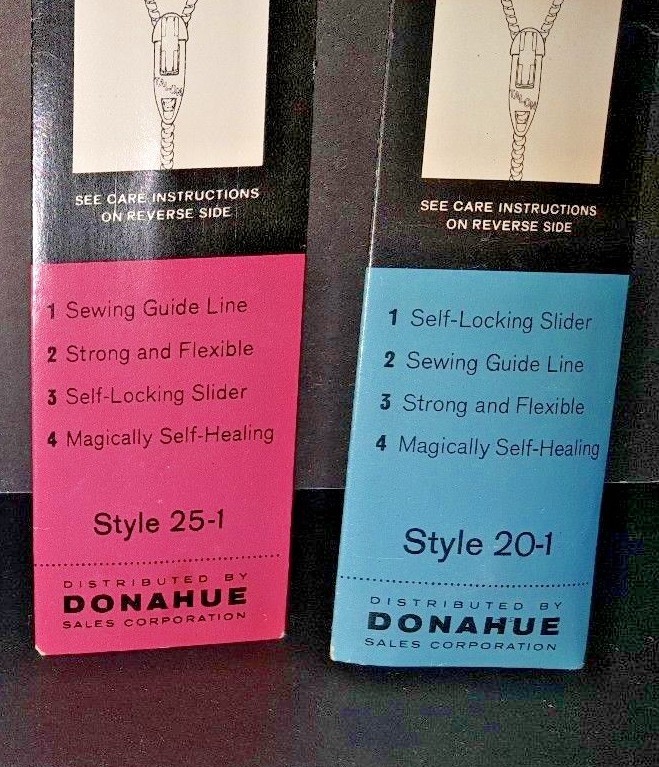 SEE CARE INSTRUCTIONS
ON REVERSE SIDE
1 Sewing Guide Line
2 Strong and Flexible
3 Self-Locking Slider
4 Magically Self-Healing
Style 25-1
DISTRIBUTED BY
DONAHUE
SALES CORPORATION
SEE CARE INSTRUCTIONS
ON REVERSE SIDE
1 Self-Locking Slider
2 Sewing Guide Line
3 Strong and Flexible
4 Magically Self-Healing
Style 20-1
DISTRIBUTED BY
DONAHUE
SALES CORPORATION